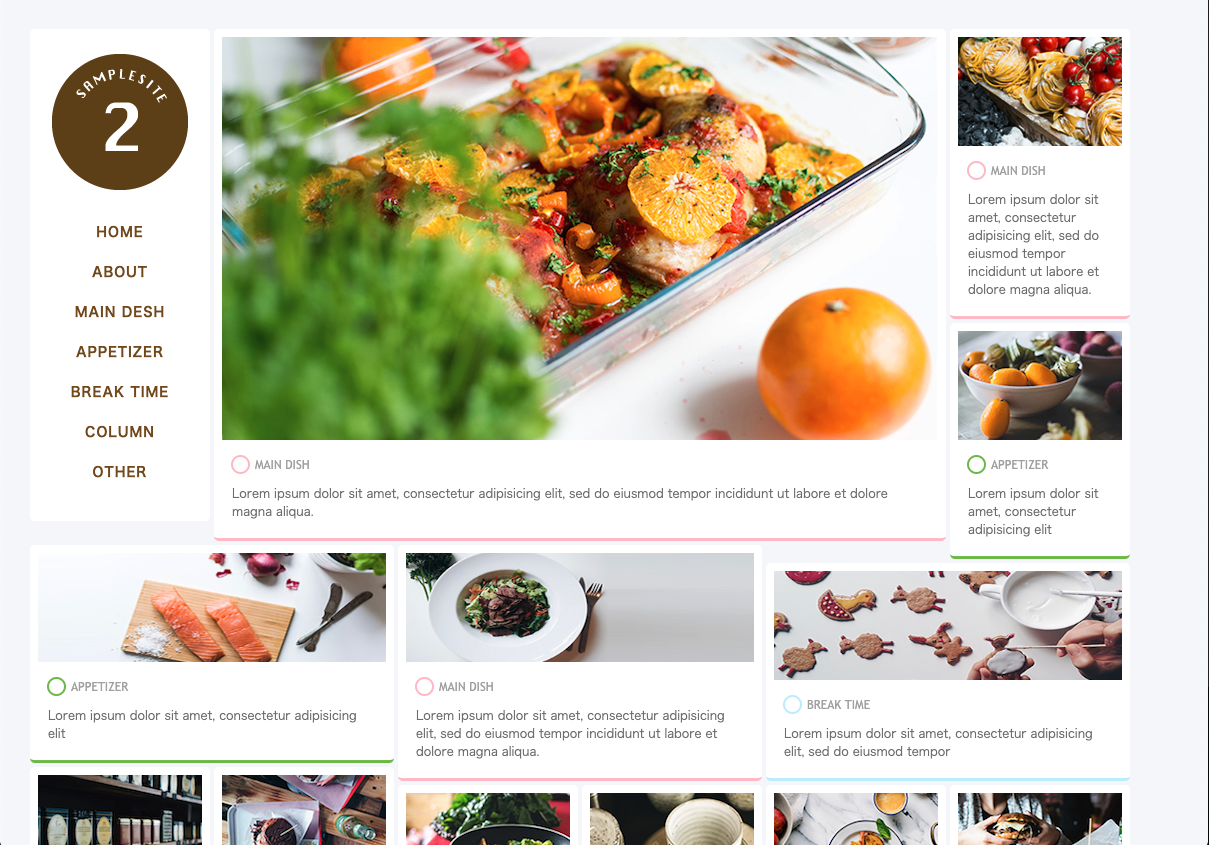 SAMPLESITE
2
HOME
ABOUT
MAIN DESH
APPETIZER
BREAK TIME
COLUMN
OTHER
MAIN DISH
Lorem ipsum dolor sit amet, consectetur adipisicing elit, sed do eiusmod tempor incididunt ut labore et dolore
magna aliqua.
MAIN DISH
Lorem ipsum dolor sit
amet, consectetur
adipisicing elit, sed do
eiusmod tempor
incididunt ut labore et
dolore magna aliqua.
APPETIZER
Lorem ipsum dolor sit
amet, consectetur
adipisicing elit
APPETIZER
Lorem ipsum dolor sit amet, consectetur adipisicing
elit
MAIN DISH
Lorem ipsum dolor sit amet, consectetur adipisicing
elit, sed do eiusmod tempor incididunt ut labore et
dolore magna aliqua.
BREAK TIME
Lorem ipsum dolor sit amet, consectetur adipisicing
elit, sed do eiusmod tempor